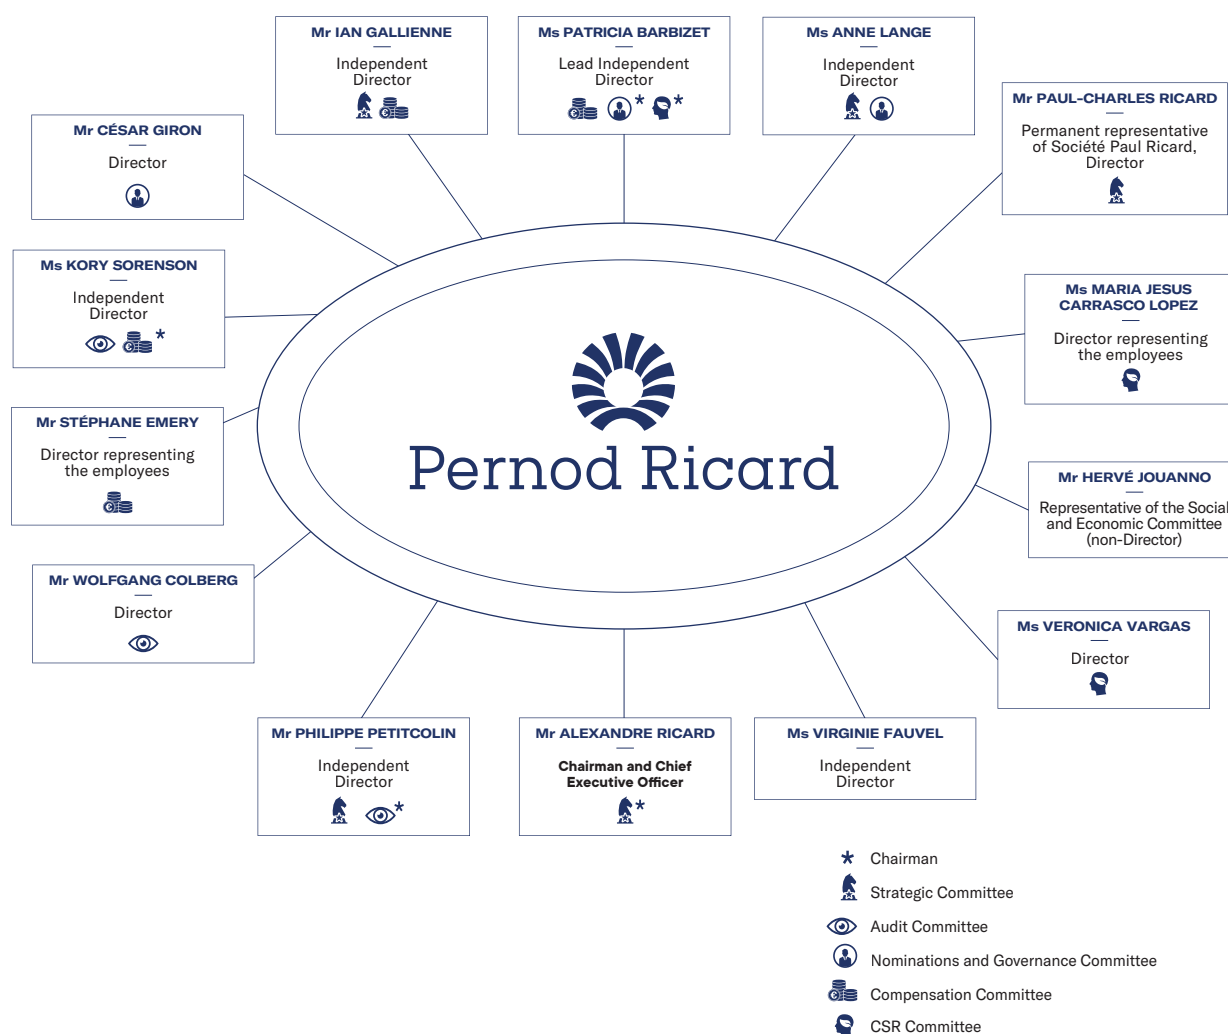 Mr IAN GALLIENNE
Independent
Director
Ms PATRICIA BARBIZET
Lead Independent
Director
*
*
Ms ANNE LANGE
Independent
Director
Mr PAUL-CHARLES RICARD
Permanent representative
of Société Paul Ricard,
Director
Mr CÉSAR GIRON
Director
Ms KORY SORENSON
Independent
Director
*
Ms MARIA JESUS
CARRASCO LOPEZ
Director representing
the employees
Mr STÉPHANE EMERY
Director representing
the employees
Pernod Ricard
Mr HERVÉ JOUANNO
Representative of the Social
and Economic Committee
(non-Director)
Mr WOLFGANG COLBERG
Director
Ms VERONICA VARGAS
Director
Mr PHILIPPE PETITCOLIN
Independent
Director
*
Mr ALEXANDRE RICARD
Chairman and Chief
Executive Officer
*
Ms VIRGINIE FAUVEL
Independent
Director
* Chairman
Strategic Committee
Audit Committee
Nominations and Governance Committee
Compensation Committee
CSR Committee